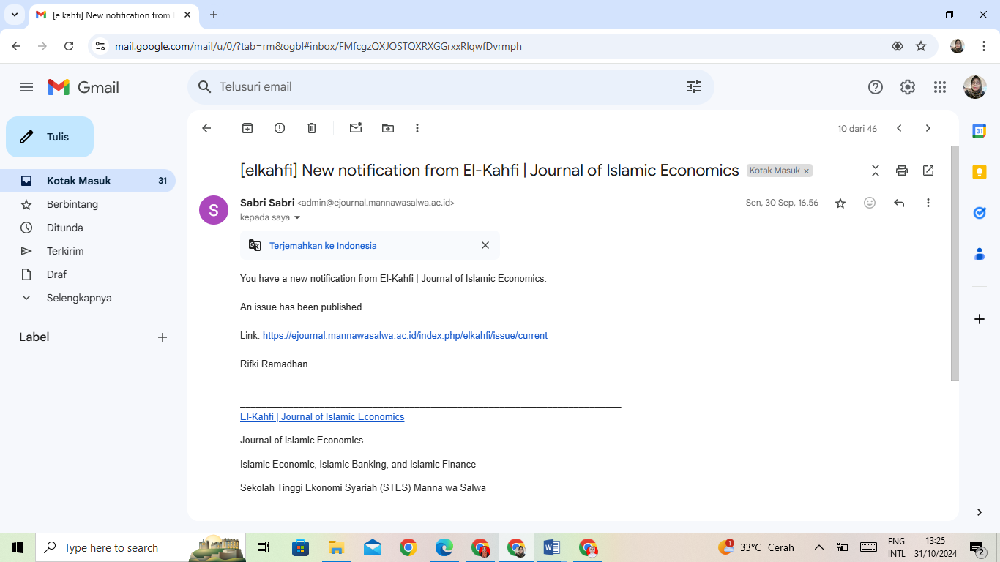 [elkahfi] New notification from E
mail.google.com/mail/u/0/?tab=rm&ogbl#inbox/FMfcgzQXJQSTQXRXGGrxxRlqwfDvrmph
Gmail
Telusuri email
Tulis
10 dari 46
Kotak Masuk 31
Berbintang
Ditunda
Terkirim
Draf
Selengkapnya
Label
[elkahfi] New notification from El-Kahfi | Journal of Islamic Economics Kotak Masuk ×
Sabri Sabri <admin@ejournal.mannawasalwa.ac.id> Sen, 30 Sep, 16.56
S
kepada saya
Terjemahkan ke Indonesia
You have a new notification from El-Kahfi | Journal of Islamic Economics:
An issue has been published.
Link: https://ejournal.mannawasalwa.ac.id/index.php/elkahfi/issue/current
Rifki Ramadhan
________________________________________________________________________
El-Kahfi | Journal of Islamic Economics
Journal of Islamic Economics
Islamic Economic, Islamic Banking, and Islamic Finance
Sekolah Tinggi Ekonomi Syariah (STES) Manna wa Salwa
31
Type here to search
1
33°C Cerah
ENG
INTL
13:25
31/10/2024
2